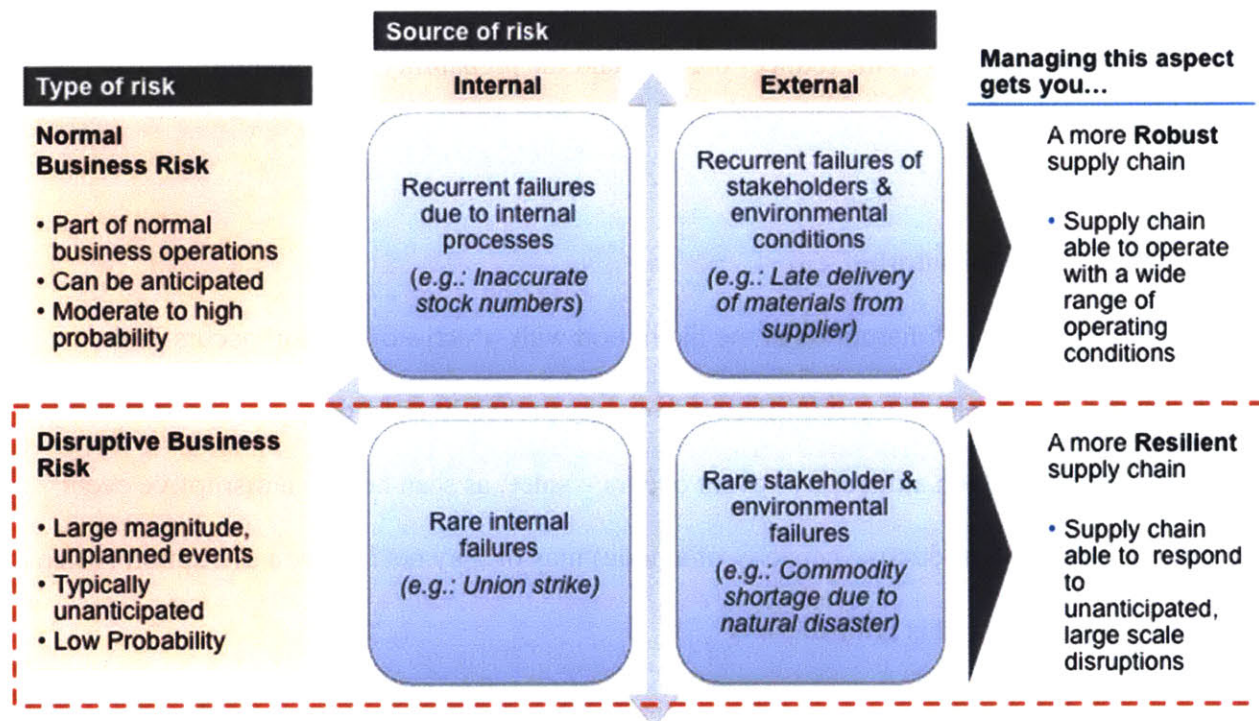 Source of risk
Type of risk
Internal
External
Managing this aspect
gets you...
Normal
Business Risk
• Part of normal
business operations
• Can be anticipated
• Moderate to high
probability
Recurrent failures
due to internal
processes
(e.g.: Inaccurate
stock numbers)
Recurrent failures of
stakeholders &
environmental
conditions
(e.g.: Late delivery
of materials from
supplier)
A more Robust
supply chain
• Supply chain
able to operate
with a wide
range of
operating
conditions
Disruptive Business
Risk
• Large magnitude,
unplanned events
• Typically
unanticipated
• Low Probability
Rare internal
failures
(e.g.: Union strike)
Rare stakeholder &
environmental
failures
(e.g.: Commodity
shortage due to
natural disaster)
A more Resilient
supply chain
• Supply chain
able to respond
to
unanticipated,
large scale
disruptions